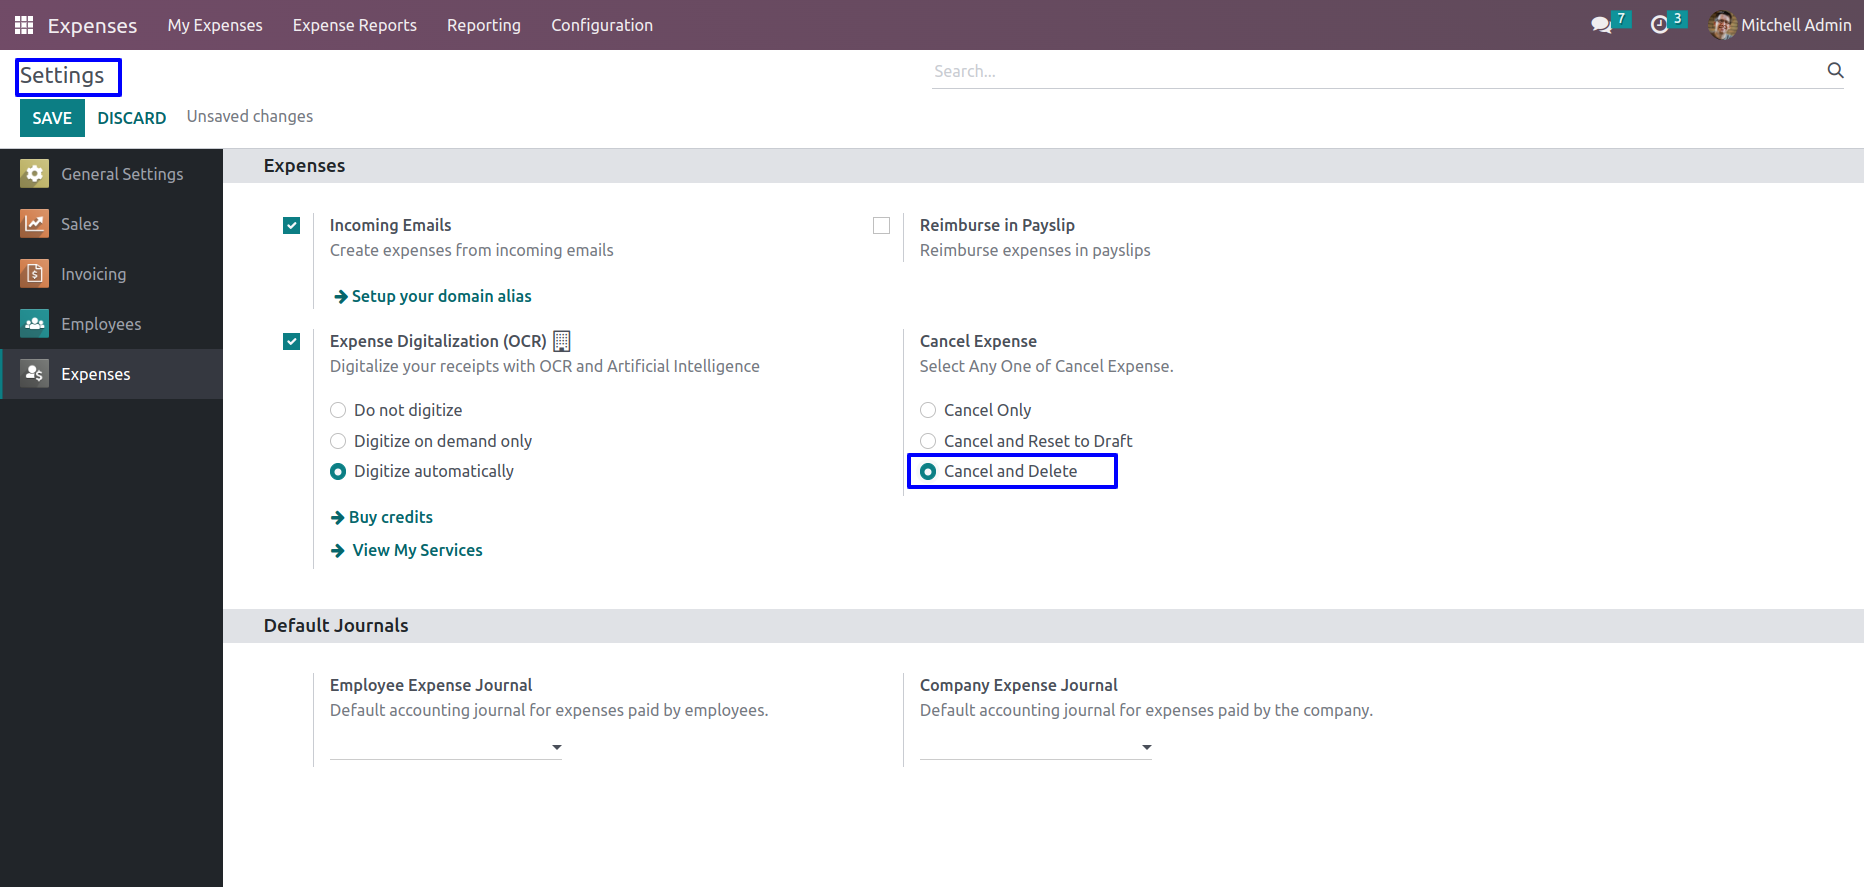 Expenses My Expenses Expense Reports Reporting Configuration 7 3 Mitchell Admin
Settings Search...
SAVE DISCARD Unsaved changes
General Settings
Sales
Invoicing
Employees
Expenses
Expenses
Incoming Emails
Create expenses from incoming emails
Setup your domain alias
Reimburse in Payslip
Reimburse expenses in payslips
Expense Digitalization (OCR)
Digitalize your receipts with OCR and Artificial Intelligence
Do not digitize
Digitize on demand only
Digitize automatically
Buy credits
View My Services
Cancel Expense
Select Any One of Cancel Expense.
Cancel Only
Cancel and Reset to Draft
Cancel and Delete
Default Journals
Employee Expense Journal
Default accounting journal for expenses paid by employees.
Company Expense Journal
Default accounting journal for expenses paid by the company.